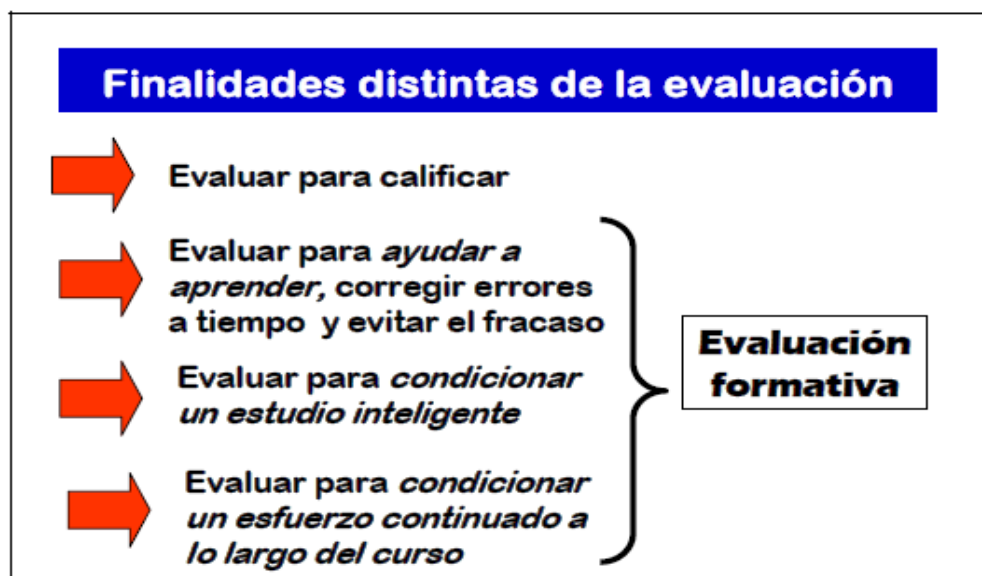 Finalidades distintas de la evaluación
Evaluar para calificar
Evaluar para ayudar a
aprender, corregir errores
a tiempo y evitar el fracaso
Evaluar para condicionar
un estudio inteligente
Evaluar para condicionar
un esfuerzo continuado a
lo largo del curso
Evaluación
formativa